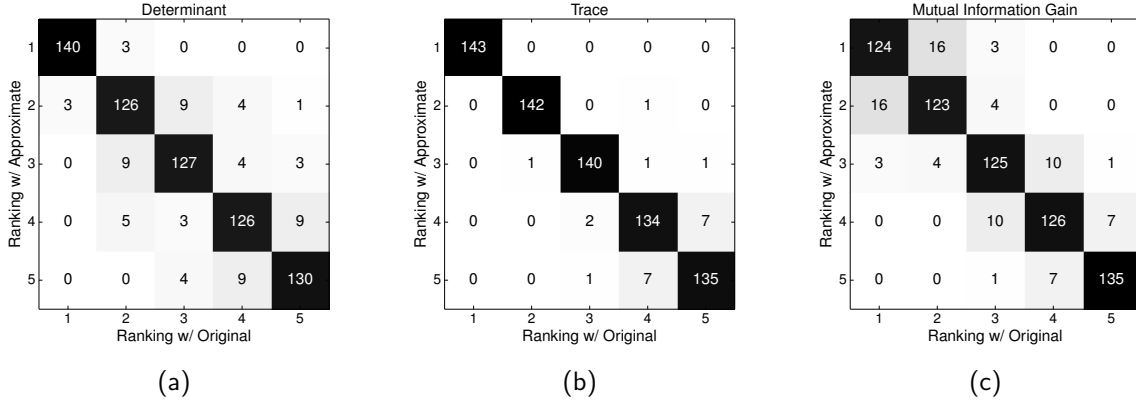 Determinant
Ranking w/ Approximate
1 140 3 0 0 0
2 3 126 9 4 1
3 0 9 127 4 3
4 0 5 3 126 9
5 0 0 4 9 130
1 2 3 4 5
Ranking w/ Original
(a)
Trace
Ranking w/ Approximate
1 143 0 0 0 0
2 0 142 0 1 0
3 0 1 140 1 1
4 0 0 2 134 7
5 0 0 1 7 135
1 2 3 4 5
Ranking w/ Original
(b)
Mutual Information Gain
Ranking w/ Approximate
1 124 16 3 0 0
2 16 123 4 0 0
3 3 4 125 10 1
4 0 0 10 126 7
5 0 0 1 7 135
1 2 3 4 5
Ranking w/ Original
(c)